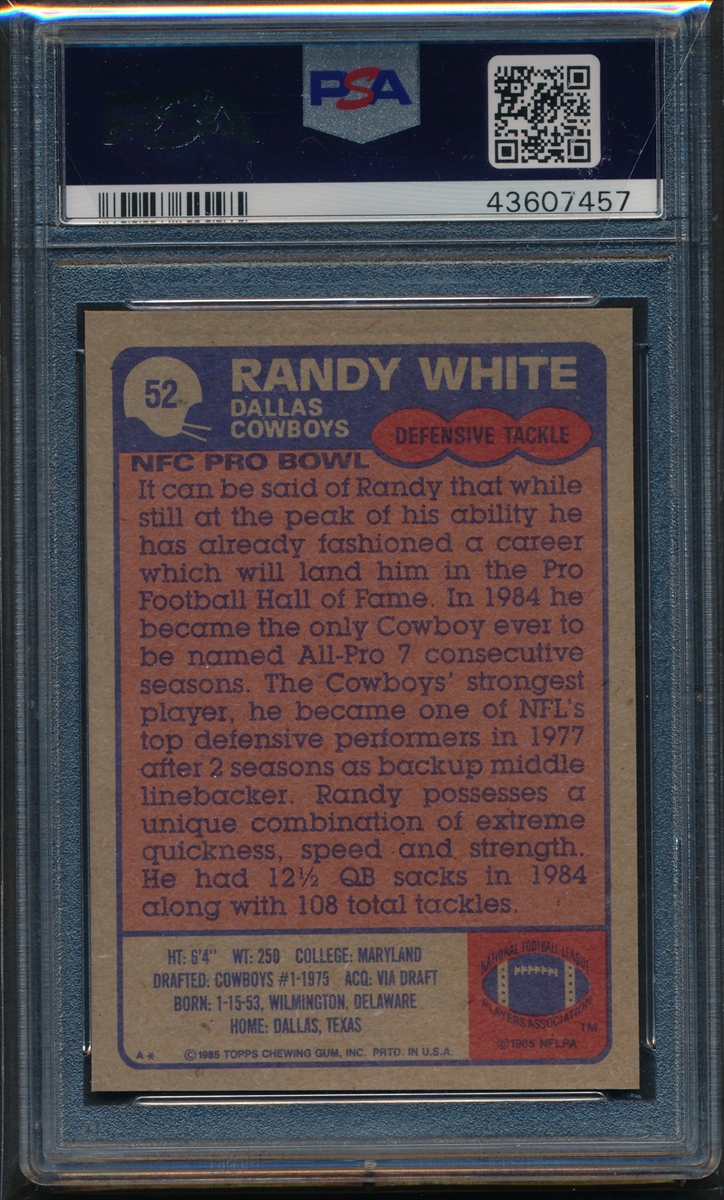 PSA
43607457
52
RANDY WHITE
DALLAS
COWBOYS
DEFENSIVE TACKLE
NFC PRO BOWL
It can be said of Randy that while
still at the peak of his ability he
has already fashioned a career
which will land him in the Pro
Football Hall of Fame. In 1984 he
became the only Cowboy ever to
be named All-Pro 7 consecutive
seasons. The Cowboys' strongest
player, he became one of NFL's
top defensive performers in 1977
after 2 seasons as backup middle
linebacker. Randy possesses a
unique combination of extreme
quickness, speed and strength.
He had 12½ QB sacks in 1984
along with 108 total tackles.
HT: 6'4" WT: 250 COLLEGE: MARYLAND
DRAFTED: COWBOYS #1-1975 ACQ: VIA DRAFT
BORN: 1-15-53, WILMINGTON, DELAWARE
HOME: DALLAS, TEXAS
A* ©1985 TOPPS CHEWING GUM, INC. PRTD. IN U.S.A.
NATIONAL FOOTBALL LEAGUE
PLAYERS ASSOCIATION
TM
©1985 NFLPA